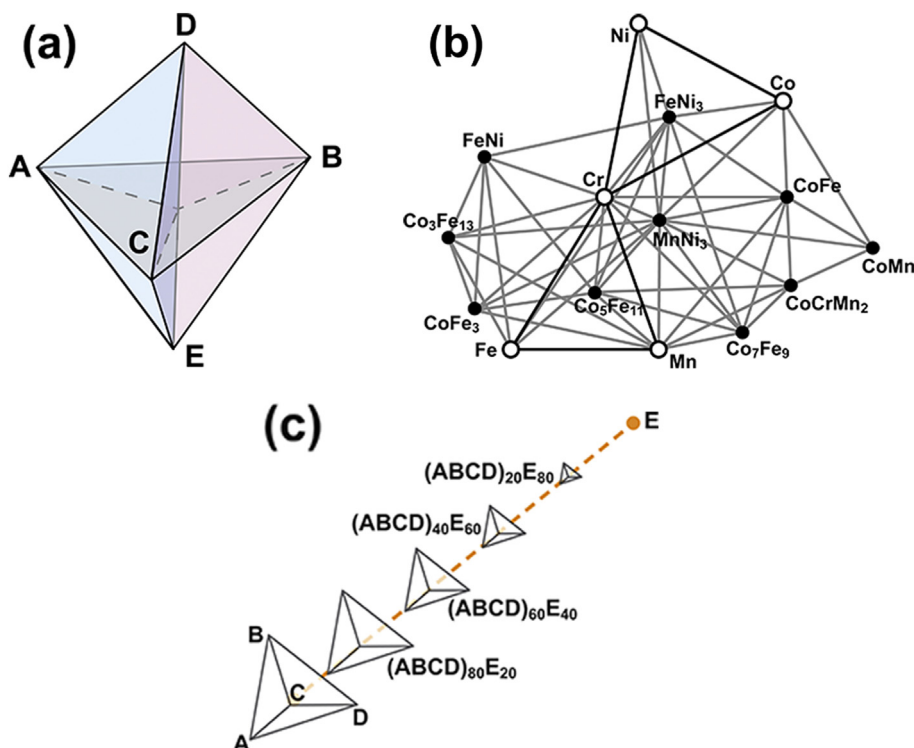 (a)
D
A
B
C
E
(b)
Ni
Co
FeNi₃
FeNi
Cr
CoFe
Co₃Fe₁₃
MnNi₃
CoMn
CoCrMn₂
CoFe₃
Co₅Fe₁₁
Fe
Mn
Co₇Fe₉
(c)
E
(ABCD)₂₀E₈₀
(ABCD)₄₀E₆₀
(ABCD)₆₀E₄₀
B
(ABCD)₈₀E₂₀
C
D
A